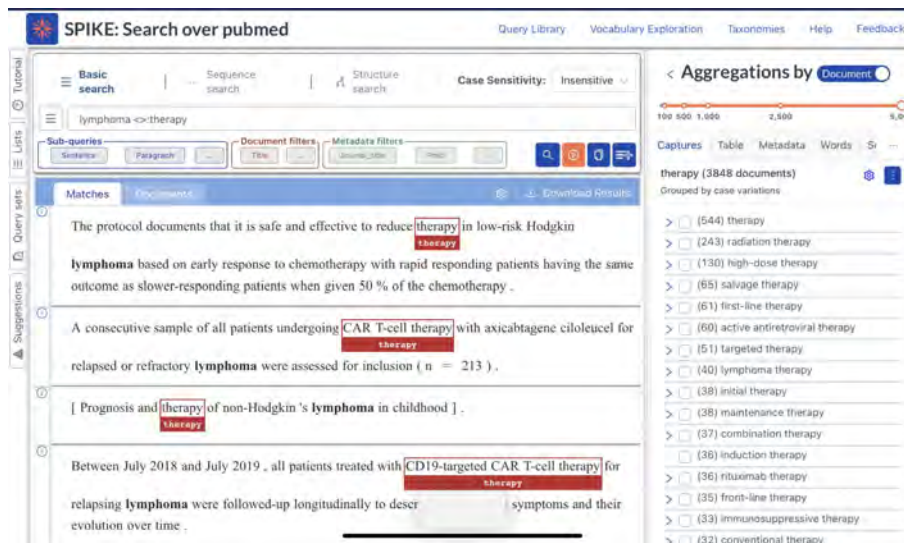 SPIKE: Search over pubmed
Query Library Vocabulary Exploration Taxonomies Help Feedback
Tutorial
Lists
Query sets
Suggestions
Basic search
Sequence search
Structure search
Case Sensitivity: Insensitive
lymphoma <>:therapy
Sub-queries
Document filters
Metadata filters
Sentence
Paragraph
...
Title
...
Matches
Documents
Download Results
The protocol documents that it is safe and effective to reduce therapy in low-risk Hodgkin
therapy
lymphoma based on early response to chemotherapy with rapid responding patients having the same
outcome as slower-responding patients when given 50 % of the chemotherapy .
A consecutive sample of all patients undergoing CAR T-cell therapy with axicabtagene ciloleucel for
therapy
relapsed or refractory lymphoma were assessed for inclusion ( n = 213 ) .
[ Prognosis and therapy of non-Hodgkin 's lymphoma in childhood ] .
therapy
Between July 2018 and July 2019 , all patients treated with CD19-targeted CAR T-cell therapy for
therapy
relapsing lymphoma were followed-up longitudinally to descr symptoms and their
evolution over time .
< Aggregations by Document
100 500 1,000 2,500 5,0
Captures Table Metadata Words S ...
therapy (3848 documents)
Grouped by case variations
(544) therapy
(243) radiation therapy
(130) high-dose therapy
(65) salvage therapy
(61) first-line therapy
(60) active antiretroviral therapy
(51) targeted therapy
(40) lymphoma therapy
(38) initial therapy
(38) maintenance therapy
(37) combination therapy
(36) induction therapy
(36) rituximab therapy
(35) front-line therapy
(33) immunosuppressive therapy
(32) conventional therapy